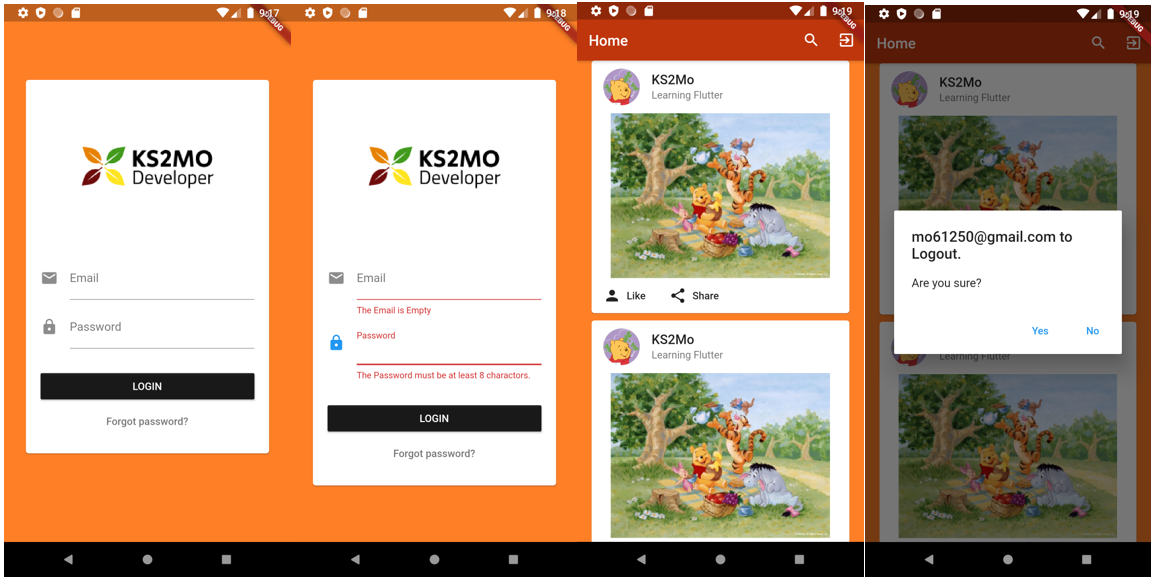 9:17
DEBUG
KS2MO
Developer
Email
Password
LOGIN
Forgot password?
9:18
DEBUG
KS2MO
Developer
Email
The Email is Empty
Password
The Password must be at least 8 charactors.
LOGIN
Forgot password?
9:19
DEBUG
Home
KS2Mo
Learning Flutter
Like
Share
KS2Mo
Learning Flutter
9:19
DEBUG
Home
KS2Mo
Learning Flutter
mo61250@gmail.com to
Logout.
Are you sure?
Yes
No
Learning Flutter